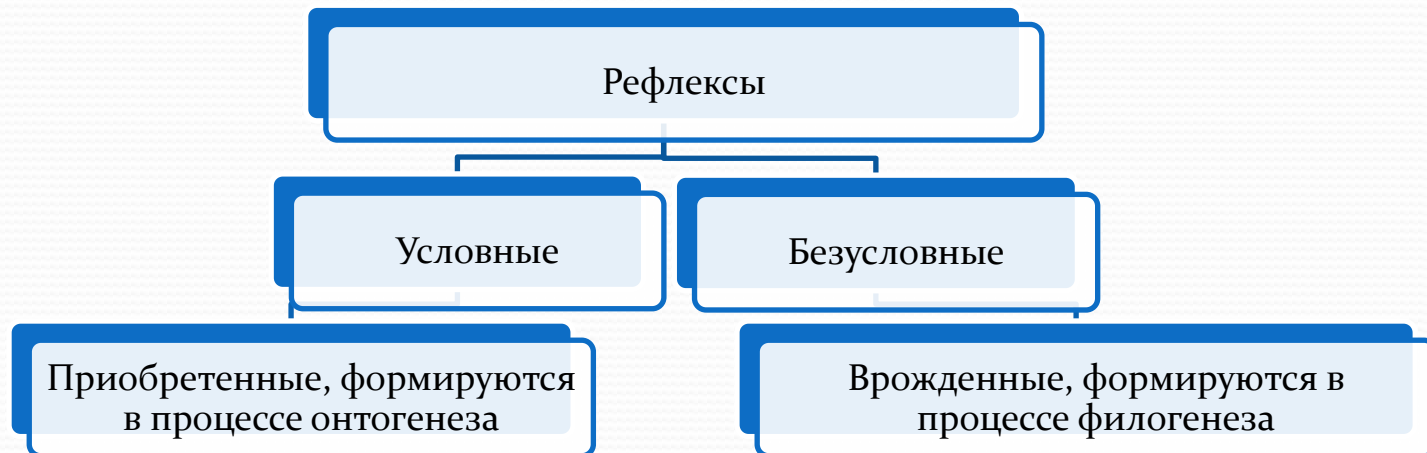 Рефлексы
Условные
Безусловные
Приобретенные, формируются
в процессе онтогенеза
Врожденные, формируются в
процессе филогенеза